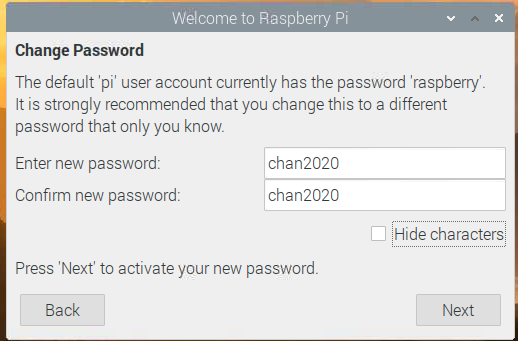 Welcome to Raspberry Pi
Change Password
The default 'pi' user account currently has the password 'raspberry'.
It is strongly recommended that you change this to a different
password that only you know.
Enter new password: chan2020
Confirm new password: chan2020
Hide characters
Press 'Next' to activate your new password.
Back Next